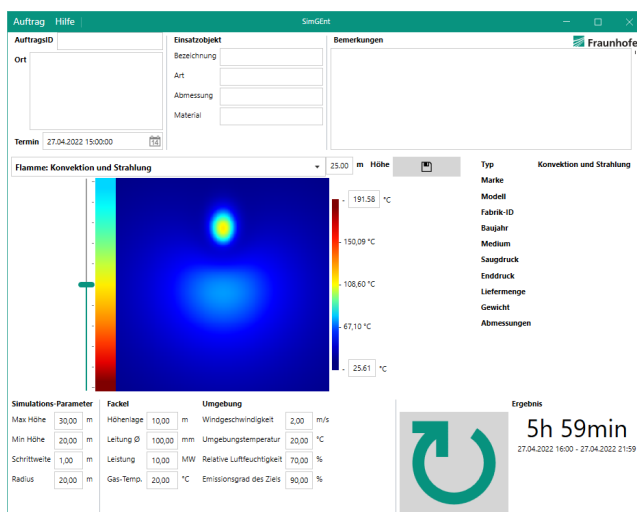 Auftrag Hilfe SimGEnt
AuftragsID Einsatzobjekt Bemerkungen Fraunhofe
Bezeichnung
Ort
Art
Abmessung
Material
Termin 27.04.2022 15:00:00 14
Flamme: Konvektion und Strahlung 25.00 m Höhe Typ Konvektion und Strahlung
Marke
191.58 °C Modell
Fabrik-ID
Baujahr
150,09 °C Medium
Saugdruck
Enddruck
108,60 °C Liefermenge
Gewicht
Abmessungen
67,10 °C
25.61 °C
Simulations-Parameter Fackel Umgebung Ergebnis
Max Höhe 30,00 m Höhenlage 10,00 m Windgeschwindigkeit 2,00 m/s
Min Höhe 20,00 m Leitung Ø 100,00 mm Umgebungstemperatur 20,00 °C 5h 59min
Schrittweite 1,00 m Leistung 10,00 MW Relative Luftfeuchtigkeit 70,00 % 27.04.2022 16:00 - 27.04.2022 21:59
Radius 20,00 m Gas-Temp. 20,00 °C Emissionsgrad des Ziels 90,00 %